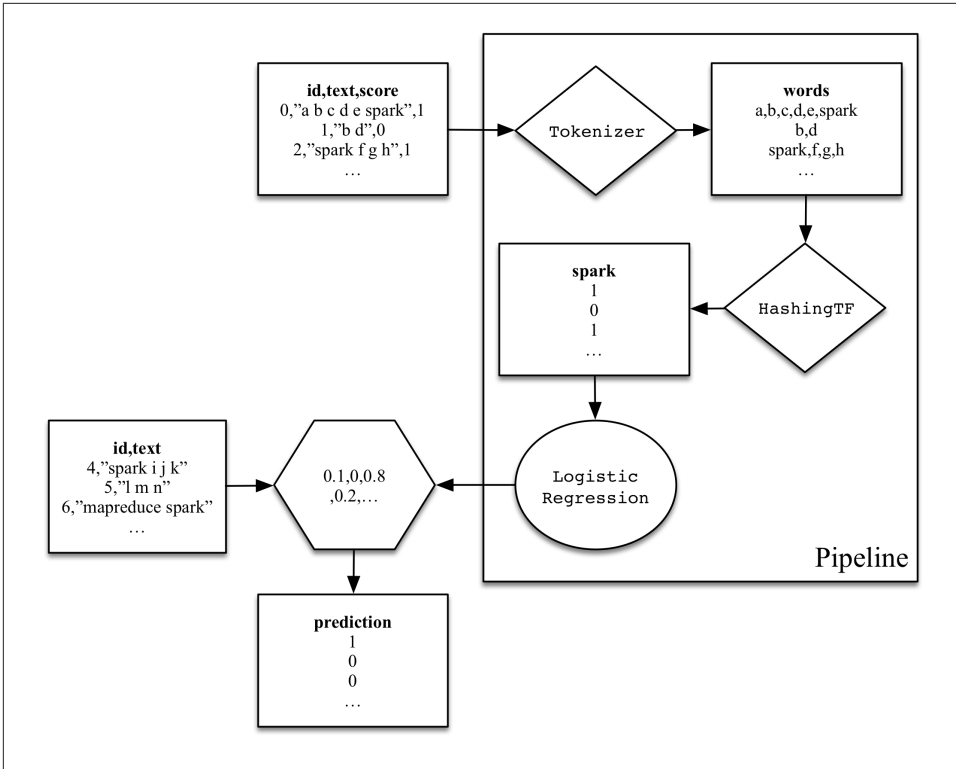 id,text,score
0,”a b c d e spark”,1
1,”b d”,0
2,”spark f g h”,1
…
Tokenizer
words
a,b,c,d,e,spark
b,d
spark,f,g,h
…
HashingTF
spark
1
0
1
…
Logistic
Regression
Pipeline
id,text
4,”spark i j k”
5,”l m n”
6,”mapreduce spark”
…
0.1,0,0.8
,0.2,…
prediction
1
0
0
…